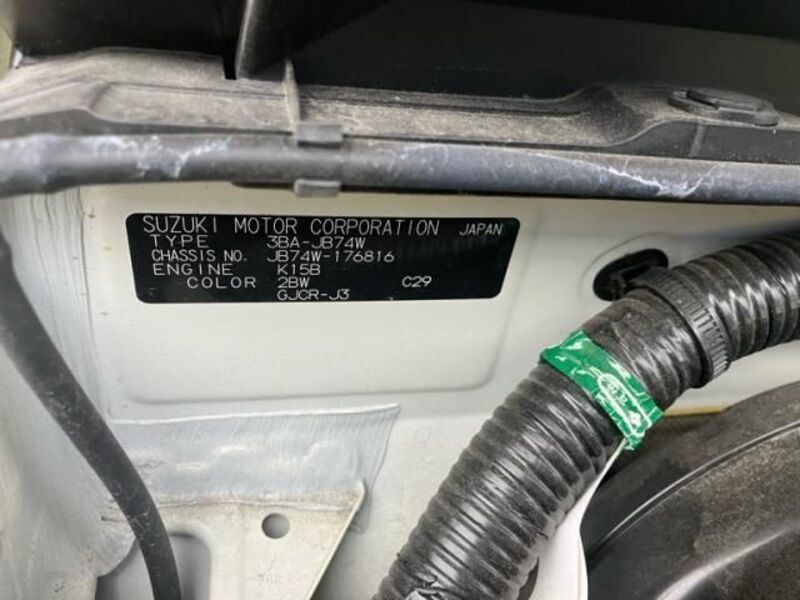 SUZUKI MOTOR CORPORATION JAPAN
TYPE 3BA-JB74W
CHASSIS NO. JB74W-176816
ENGINE K15B
COLOR 2BW C29
GJCR-J3